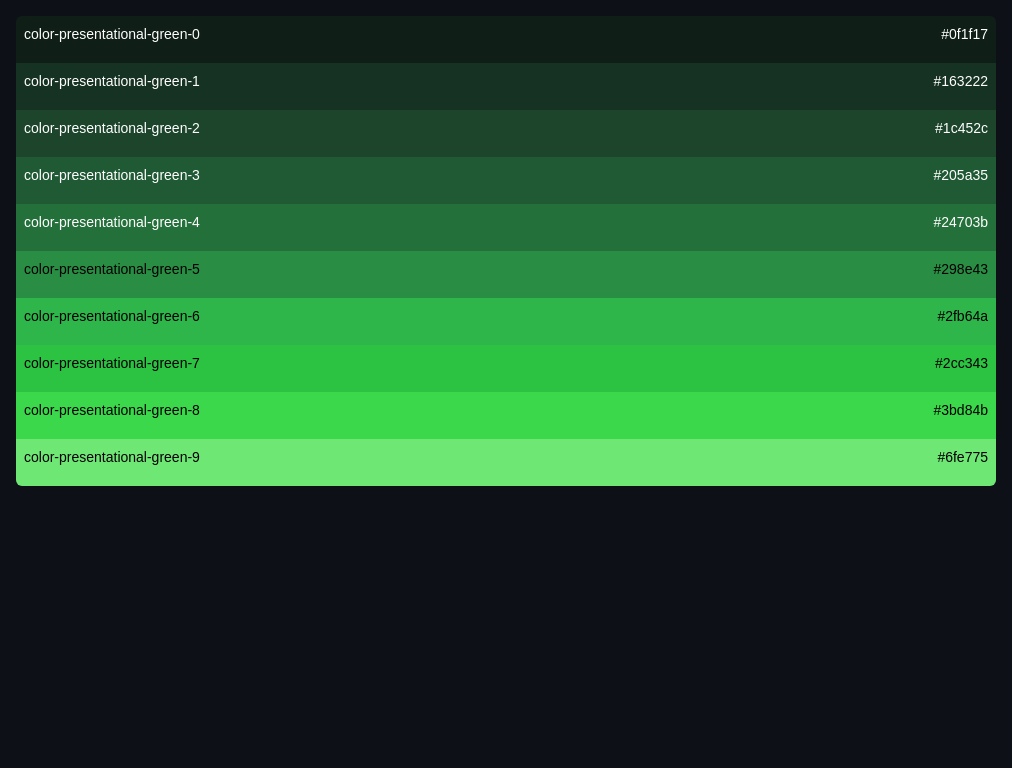 color-presentational-green-0 #0f1f17
color-presentational-green-1 #163222
color-presentational-green-2 #1c452c
color-presentational-green-3 #205a35
color-presentational-green-4 #24703b
color-presentational-green-5 #298e43
color-presentational-green-6 #2fb64a
color-presentational-green-7 #2cc343
color-presentational-green-8 #3bd84b
color-presentational-green-9 #6fe775